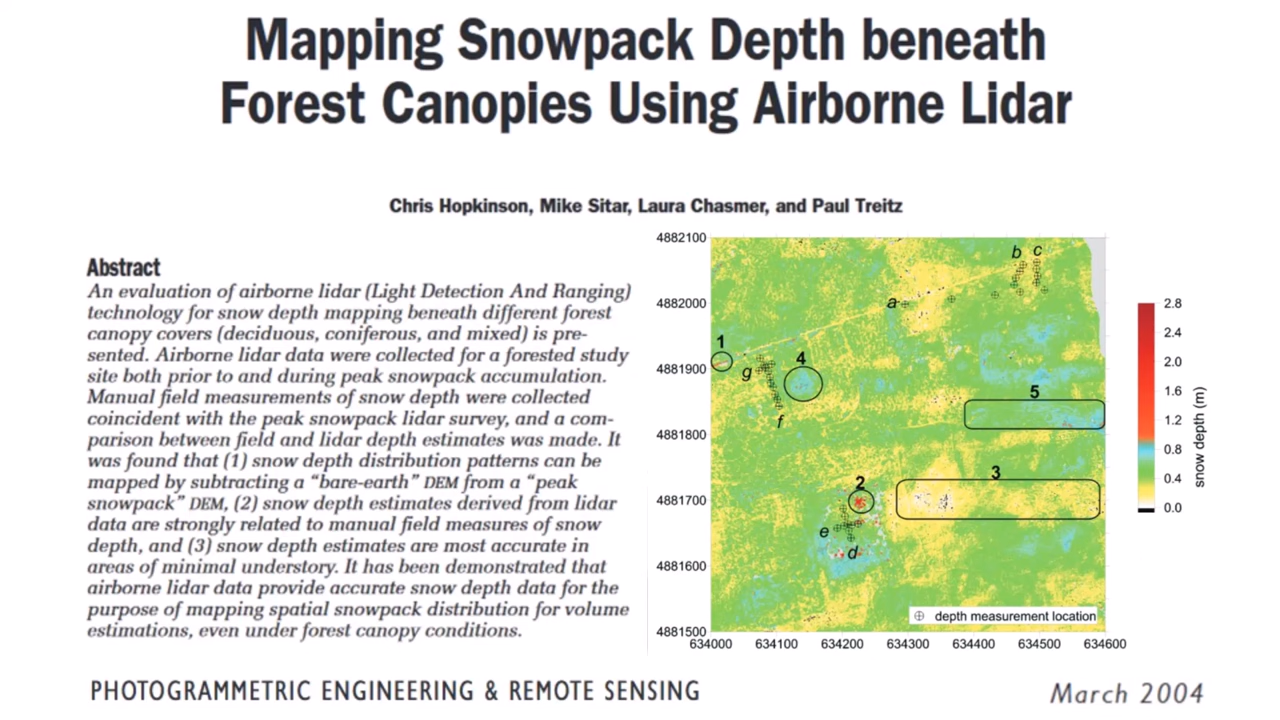 Mapping Snowpack Depth beneath
Forest Canopies Using Airborne Lidar
Chris Hopkinson, Mike Sitar, Laura Chasmer, and Paul Treitz
Abstract
An evaluation of airborne lidar (Light Detection And Ranging)
technology for snow depth mapping beneath different forest
canopy covers (deciduous, coniferous, and mixed) is pre-
sented. Airborne lidar data were collected for a forested study
site both prior to and during peak snowpack accumulation.
Manual field measurements of snow depth were collected
coincident with the peak snowpack lidar survey, and a com-
parison between field and lidar depth estimates was made. It
was found that (1) snow depth distribution patterns can be
mapped by subtracting a “bare-earth” DEM from a “peak
snowpack” DEM, (2) snow depth estimates derived from lidar
data are strongly related to manual field measures of snow
depth, and (3) snow depth estimates are most accurate in
areas of minimal understory. It has been demonstrated that
airborne lidar data provide accurate snow depth data for the
purpose of mapping spatial snowpack distribution for volume
estimations, even under forest canopy conditions.
4882100
4882000
4881900
4881800
4881700
4881600
4881500
634000 634100 634200 634300 634400 634500 634600
b c
a
1
4
g
f
5
3
2
e
d
depth measurement location
2.8
2.4
2.0
1.6
1.2
0.8
0.4
0.0
snow depth (m)
PHOTOGRAMMETRIC ENGINEERING & REMOTE SENSING
March 2004